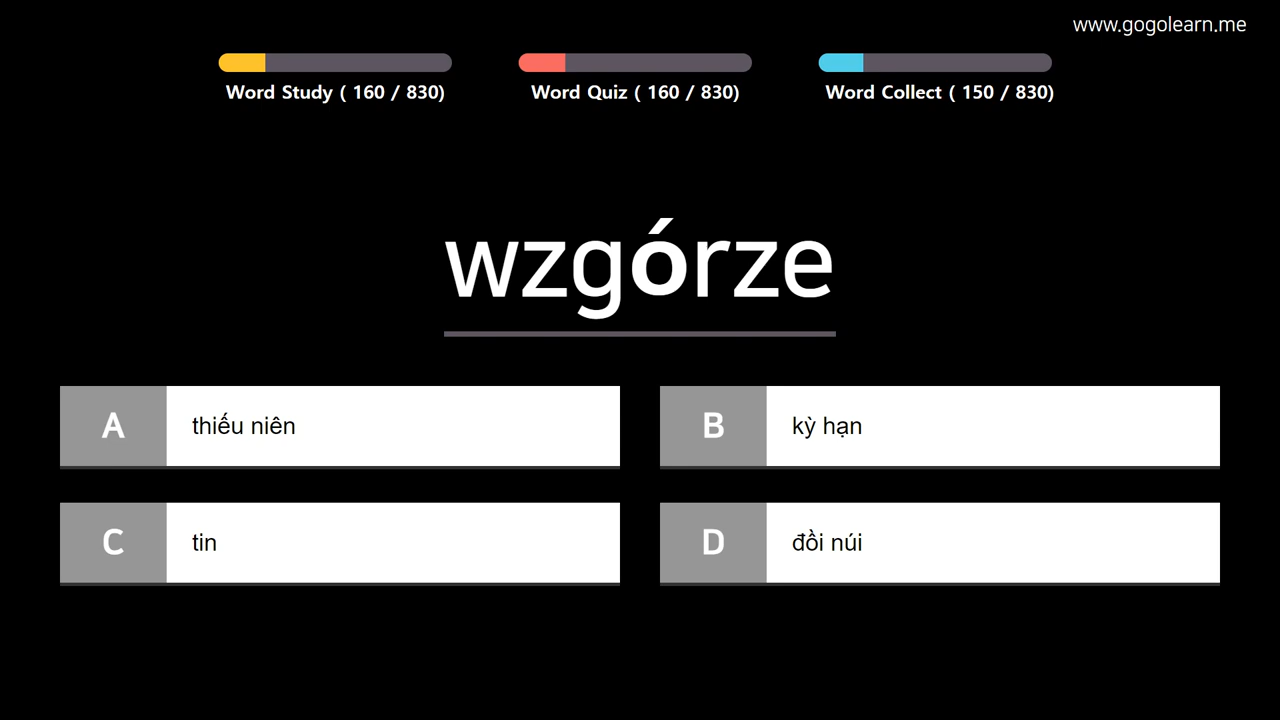 www.gogolearn.me
Word Study ( 160 / 830)
Word Quiz ( 160 / 830)
Word Collect ( 150 / 830)
wzgórze
A thiếu niên
B kỳ hạn
C tin
D đồi núi